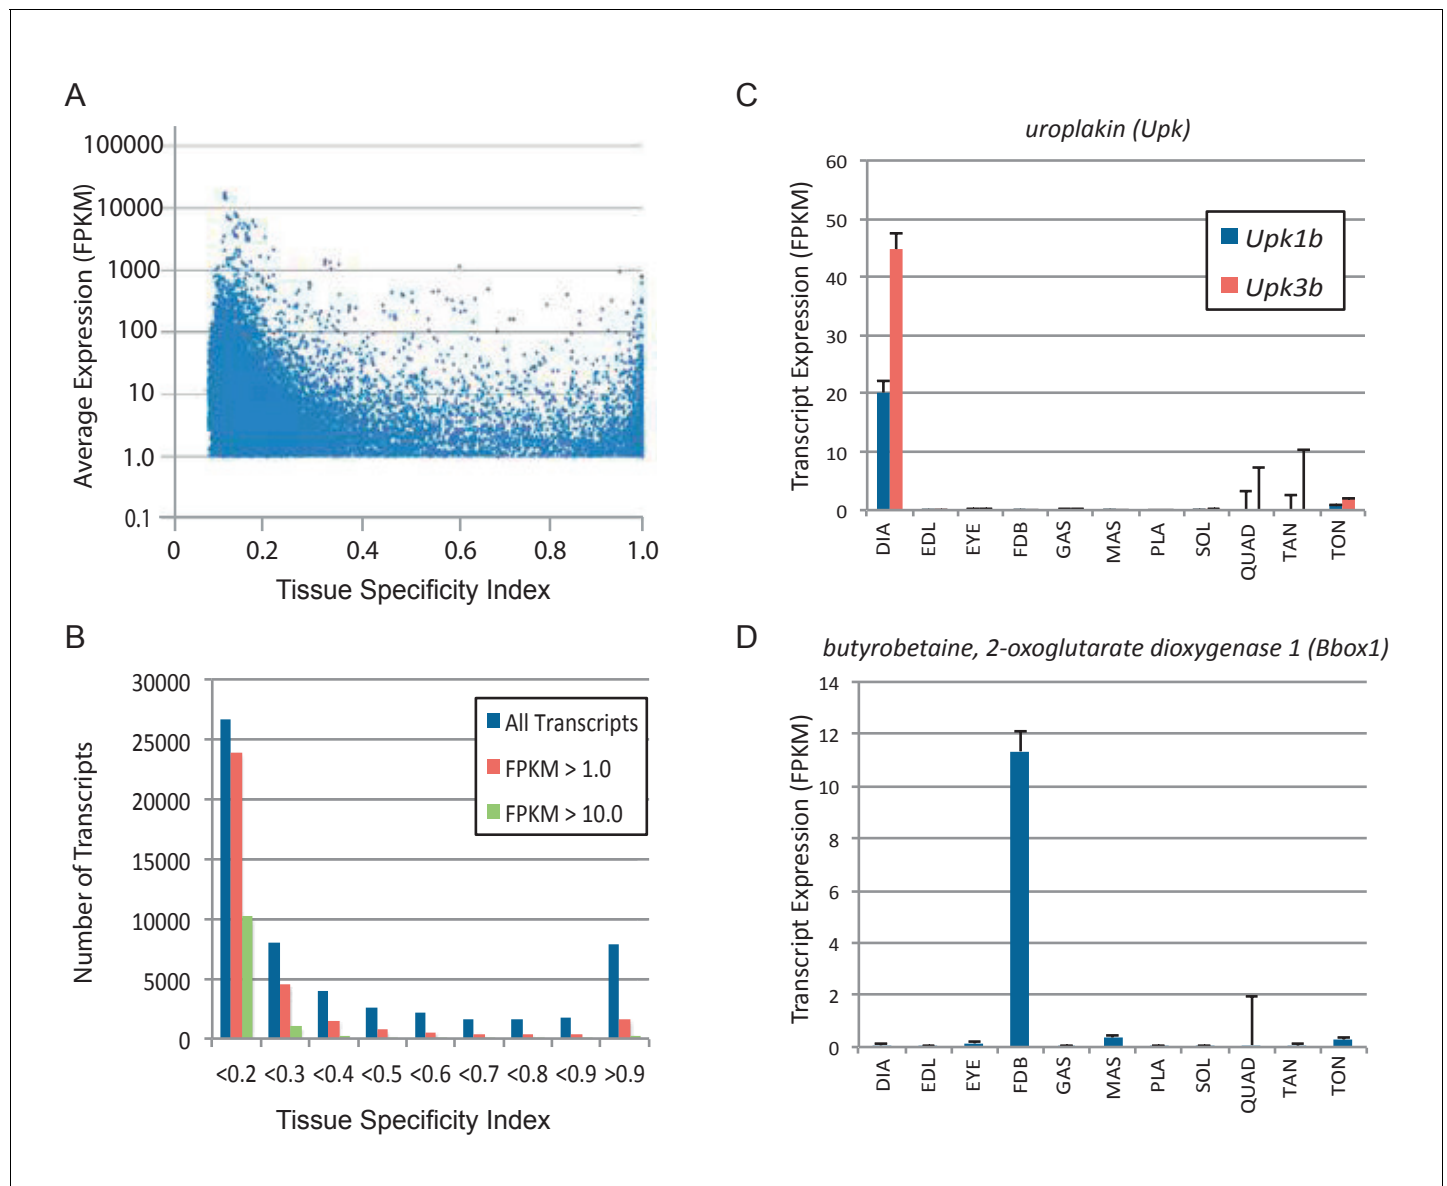 A
Average Expression (FPKM)
100000
10000
1000
100
10
1.0
0.1
0 0.2 0.4 0.6 0.8 1.0
Tissue Specificity Index
B
Number of Transcripts
30000
25000
20000
15000
10000
5000
0
All Transcripts
FPKM > 1.0
FPKM > 10.0
<0.2 <0.3 <0.4 <0.5 <0.6 <0.7 <0.8 <0.9 >0.9
Tissue Specificity Index
C
uroplakin (Upk)
Transcript Expression (FPKM)
60
50
40
30
20
10
0
Upk1b
Upk3b
DIA EDL EYE FDB GAS MAS PLA SOL QUAD TAN TON
D
butyrobetaine, 2-oxoglutarate dioxygenase 1 (Bbox1)
Transcript Expression (FPKM)
14
12
10
8
6
4
2
0
DIA EDL EYE FDB GAS MAS PLA SOL QUAD TAN TON